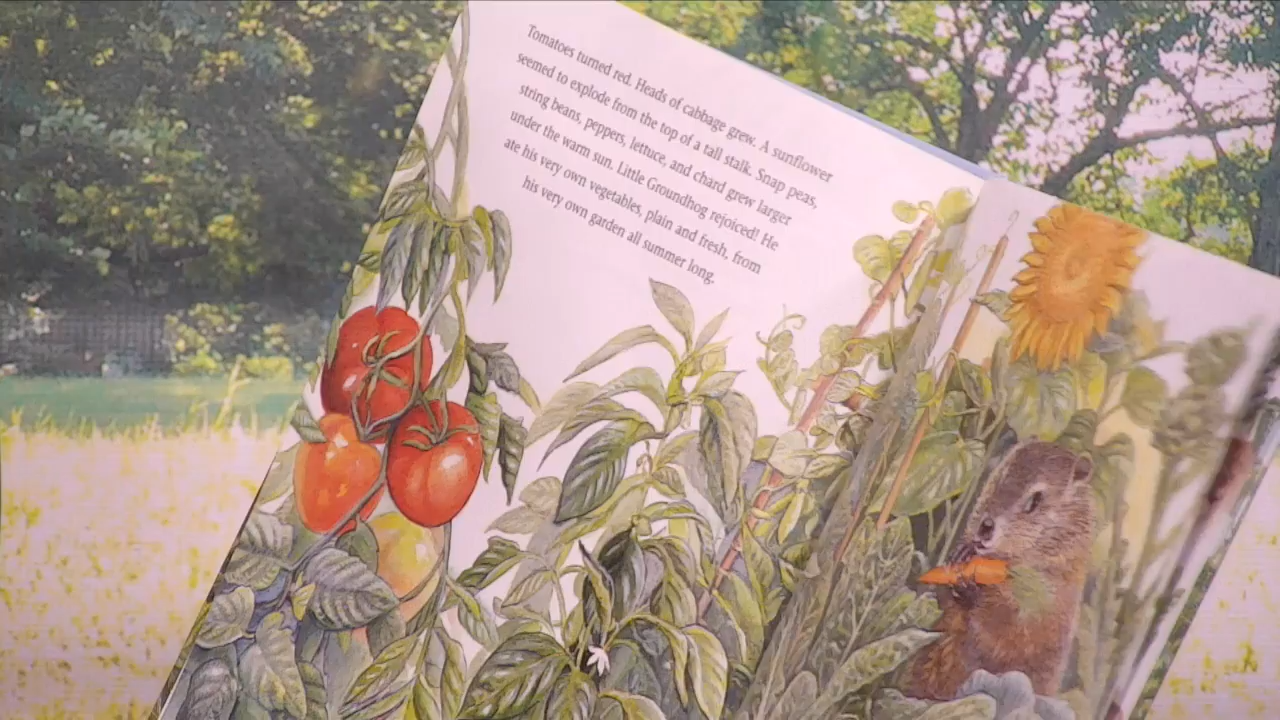 Tomatoes turned red. Heads of cabbage grew. A sunflower
seemed to explode from the top of a tall stalk. Snap peas,
string beans, peppers, lettuce, and chard grew larger
under the warm sun. Little Groundhog rejoiced! He
ate his very own vegetables, plain and fresh, from
his very own garden all summer long.